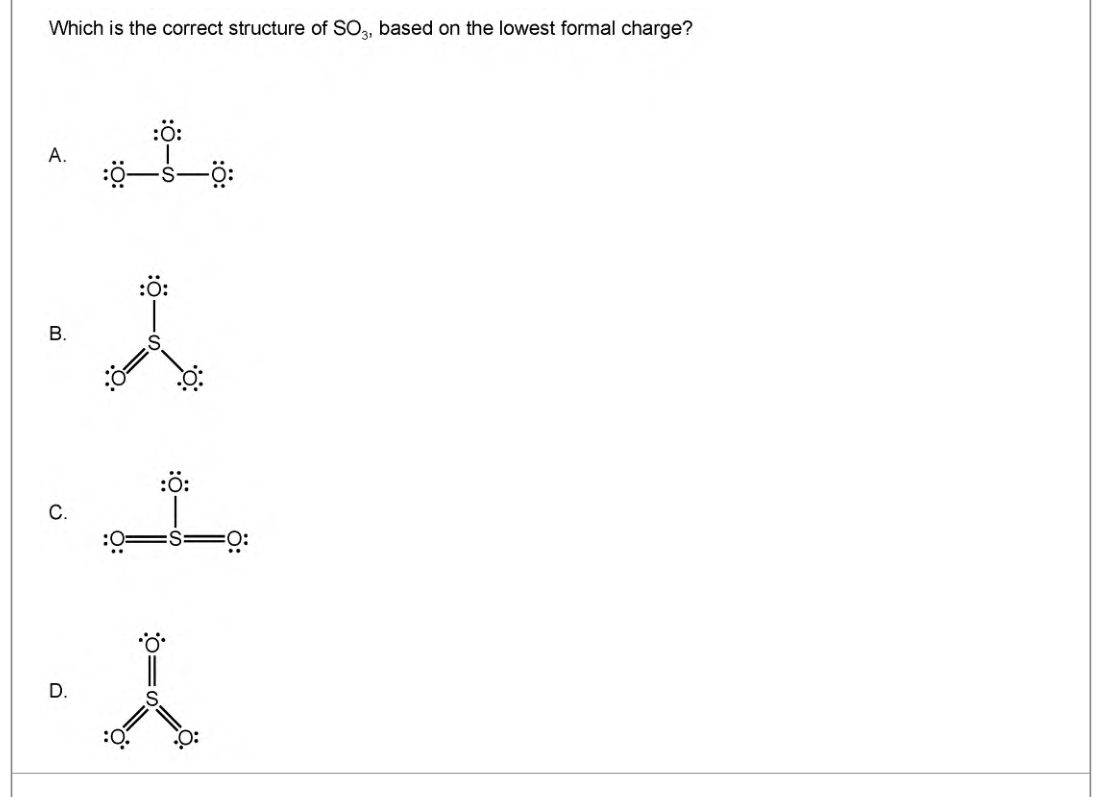 Which is the correct structure of SO₃, based on the lowest formal charge?
A.
:Ö:
:Ö—S—Ö:
B.
:Ö:
S
O O
C.
:Ö:
:O=S=O:
D.
O
S
:O O: